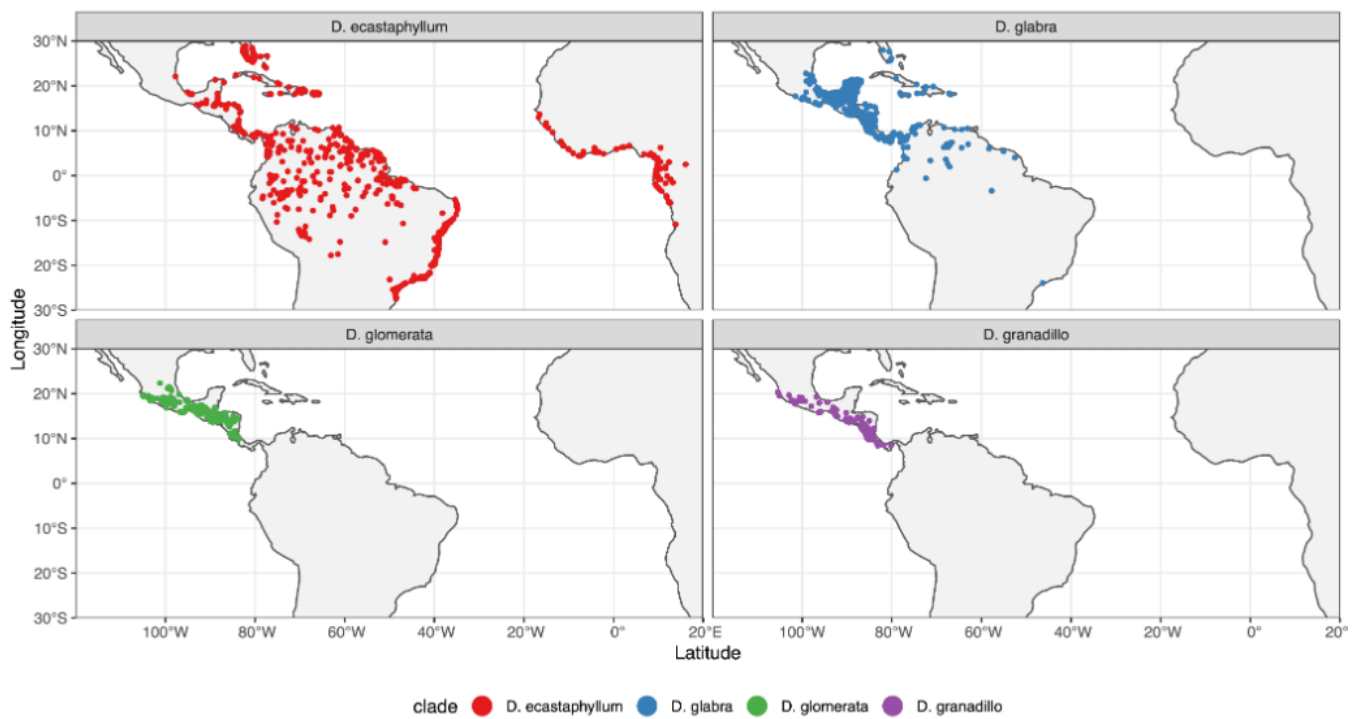 D. ecastaphyllum D. glabra
30°N
20°N
10°N
0°
10°S
20°S
30°S
D. glomerata D. granadillo
30°N
20°N
10°N
0°
10°S
20°S
30°S
Longitude
100°W 80°W 60°W 40°W 20°W 0° 20°E 100°W 80°W 60°W 40°W 20°W 0° 20°
Latitude
clade D. ecastaphyllum D. glabra D. glomerata D. granadillo